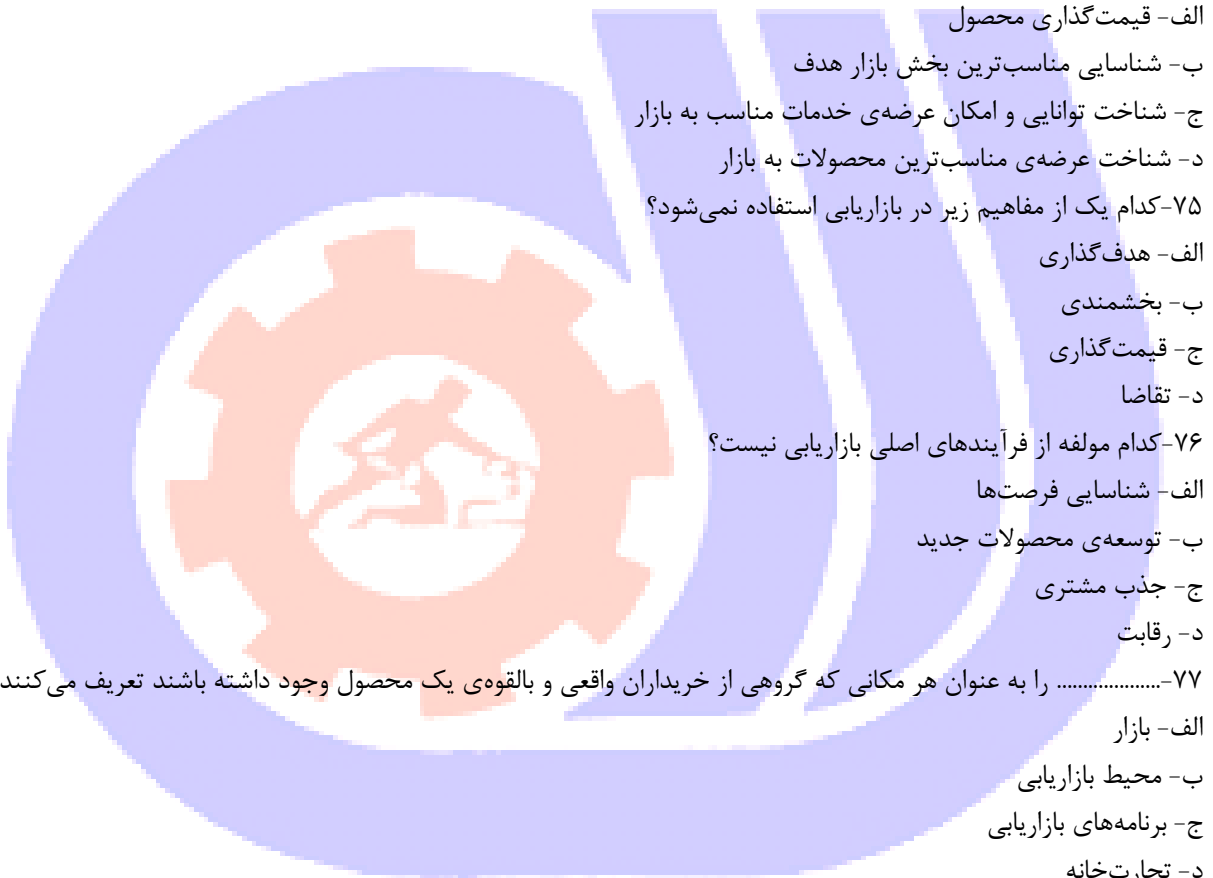 الف- قیمت‌گذاری محصول
ب- شناسایی مناسب‌ترین بخش بازار هدف
ج- شناخت توانایی و امکان عرضه‌ی خدمات مناسب به بازار
د- شناخت عرضه‌ی مناسب‌ترین محصولات به بازار
۷۵-کدام یک از مفاهیم زیر در بازاریابی استفاده نمی‌شود؟
الف- هدف‌گذاری
ب- بخشمندی
ج- قیمت‌گذاری
د- تقاضا
۷۶-کدام مولفه از فرآیندهای اصلی بازاریابی نیست؟
الف- شناسایی فرصت‌ها
ب- توسعه‌ی محصولات جدید
ج- جذب مشتری
د- رقابت
۷۷-.................... را به عنوان هر مکانی که گروهی از خریداران واقعی و بالقوه‌ی یک محصول وجود داشته باشند تعریف می‌کنند
الف- بازار
ب- محیط بازاریابی
ج- برنامه‌های بازاریابی
د- تجارت‌خانه